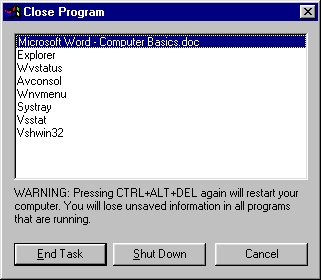 Close Program
Microsoft Word - Computer Basics.doc
Explorer
Wvstatus
Avconsol
Wnvmenu
Systray
Vsstat
Vshwin32
WARNING: Pressing CTRL+ALT+DEL again will restart your
computer. You will lose unsaved information in all programs
that are running.
End Task Shut Down Cancel